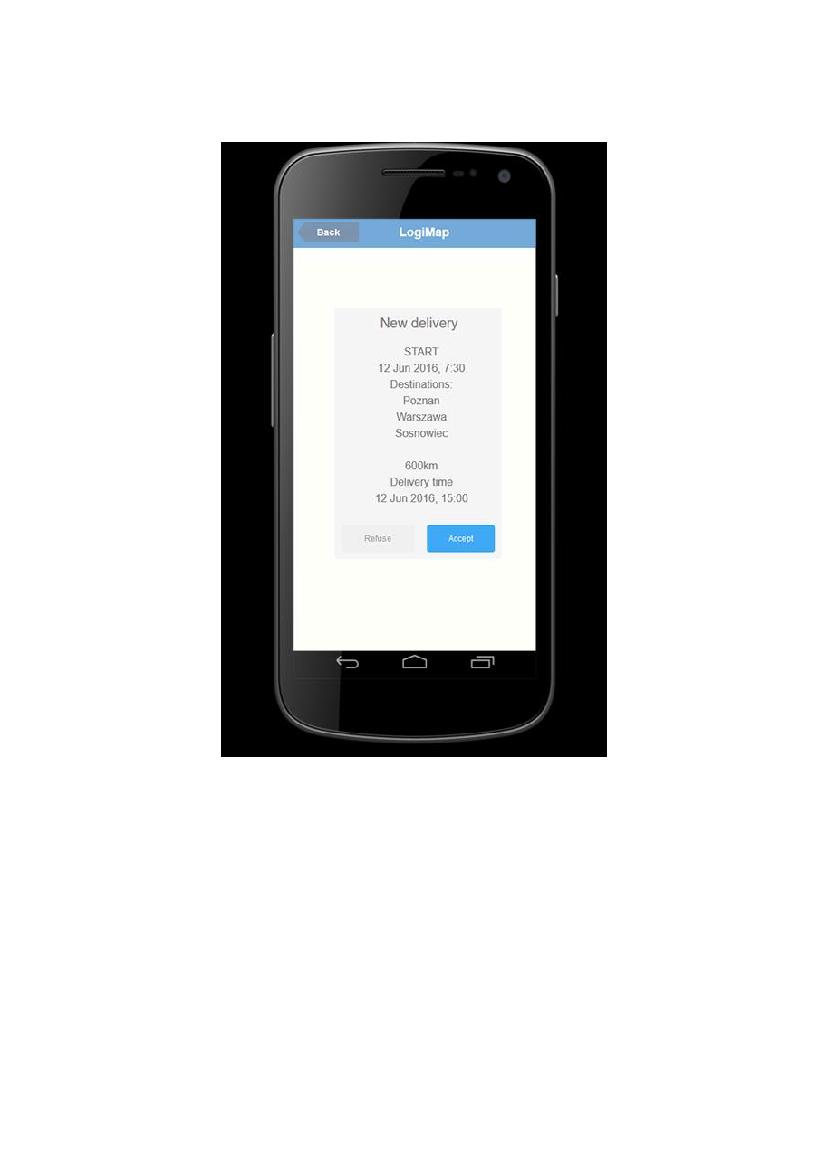 Back
LogiMap
New delivery
START
12 Jun 2016, 7:30
Destinations:
Poznan
Warszawa
Sosnowiec
600km
Delivery time
12 Jun 2016, 15:00
Refuse
Accept